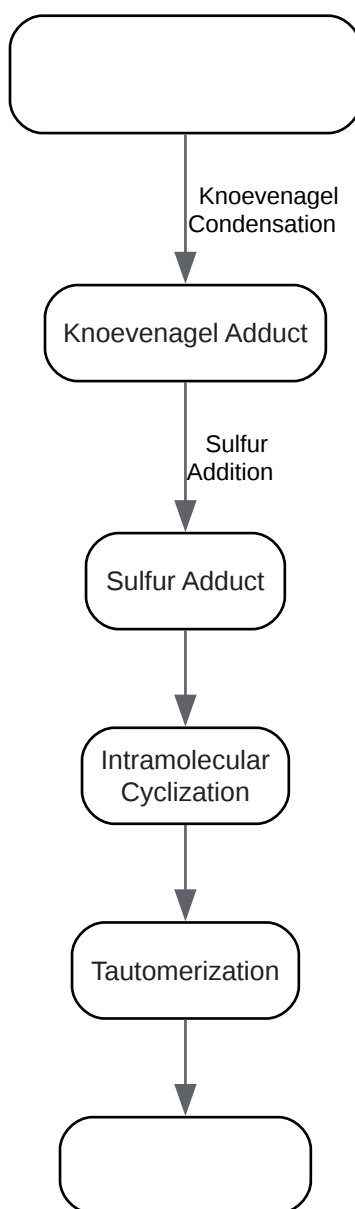 Knoevenagel
Condensation
Knoevenagel Adduct
Sulfur
Addition
Sulfur Adduct
Intramolecular
Cyclization
Tautomerization